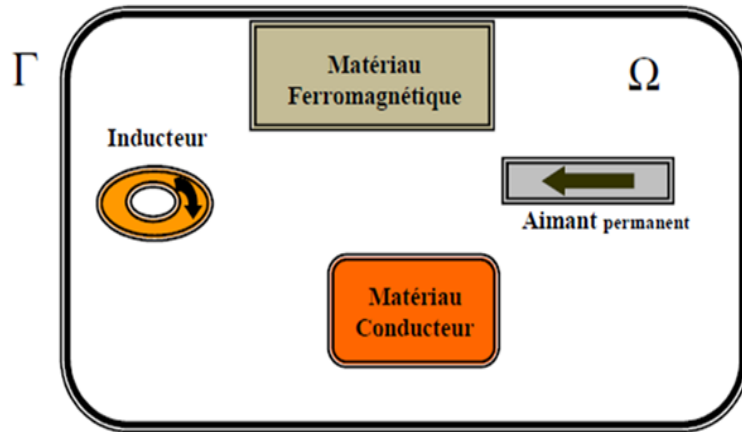 Γ
Matériau
Ferromagnétique
Ω
Inducteur
Aimant permanent
Matériau
Conducteur